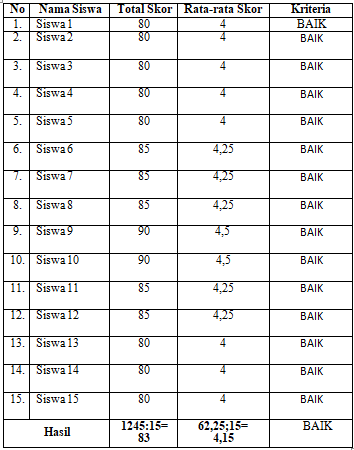 No Nama Siswa Total Skor Rata-rata Skor Kriteria
1. Siswa 1 80 4 BAIK
2. Siswa 2 80 4 BAIK
3. Siswa 3 80 4 BAIK
4. Siswa 4 80 4 BAIK
5. Siswa 5 80 4 BAIK
6. Siswa 6 85 4,25 BAIK
7. Siswa 7 85 4,25 BAIK
8. Siswa 8 85 4,25 BAIK
9. Siswa 9 90 4,5 BAIK
10. Siswa 10 90 4,5 BAIK
11. Siswa 11 85 4,25 BAIK
12. Siswa 12 85 4,25 BAIK
13. Siswa 13 80 4 BAIK
14. Siswa 14 80 4 BAIK
15. Siswa 15 80 4 BAIK
Hasil 1245:15= 62,25;15= BAIK
83 4,15